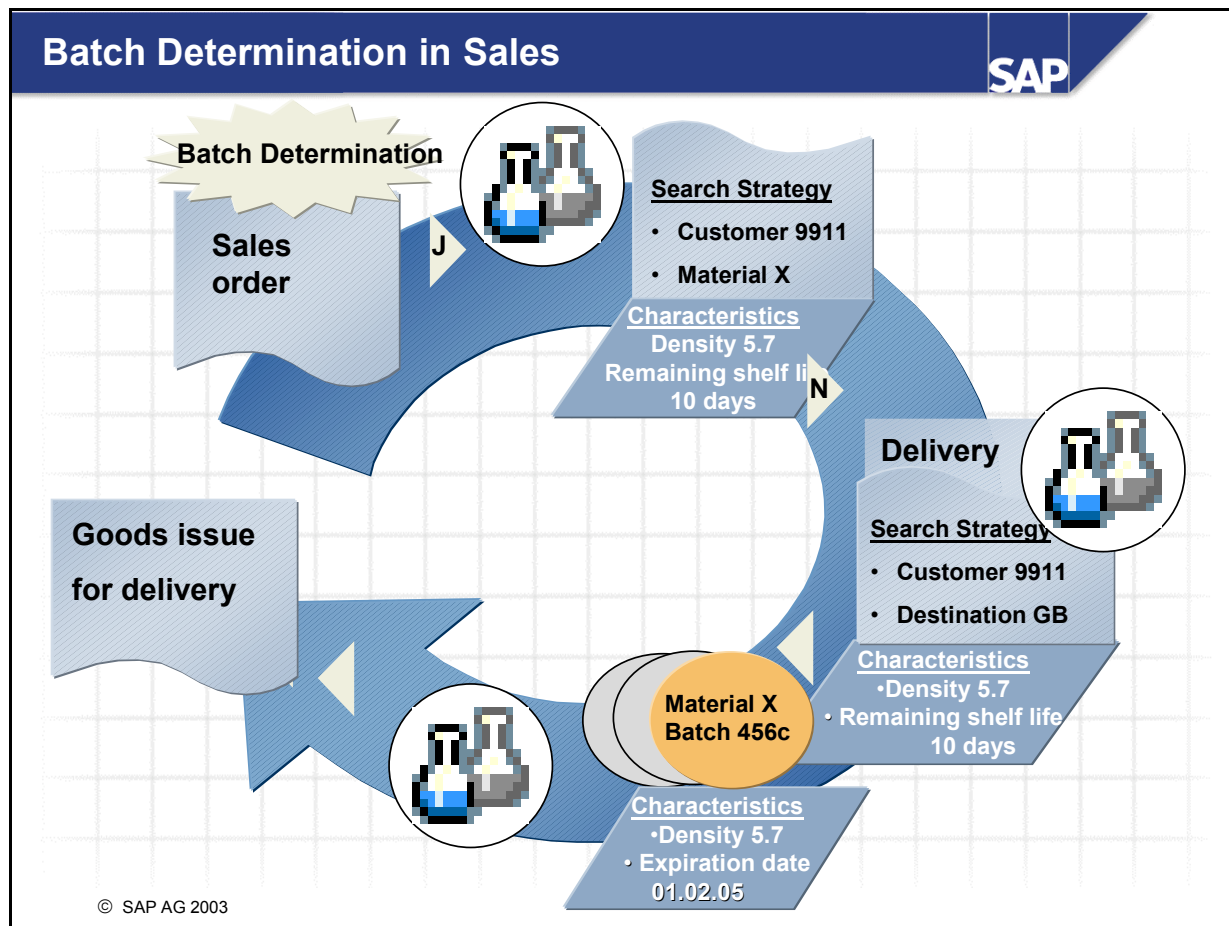 Batch Determination in Sales
SAP
Batch Determination
Sales
order
J
Search Strategy
• Customer 9911
• Material X
Characteristics
Density 5.7
Remaining shelf li
10 days
N
Delivery
Search Strategy
• Customer 9911
• Destination GB
Characteristics
•Density 5.7
• Remaining shelf life
10 days
Material X
Batch 456c
Characteristics
•Density 5.7
• Expiration date
01.02.05
Goods issue
for delivery
© SAP AG 2003